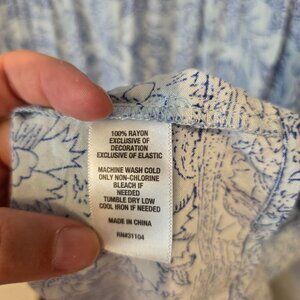 100% RAYON
EXCLUSIVE OF
DECORATION
EXCLUSIVE OF ELASTIC
MACHINE WASH COLD
ONLY NON-CHLORINE
BLEACH IF
NEEDED
TUMBLE DRY LOW
COOL IRON IF NEEDED
MADE IN CHINA
RN#31104